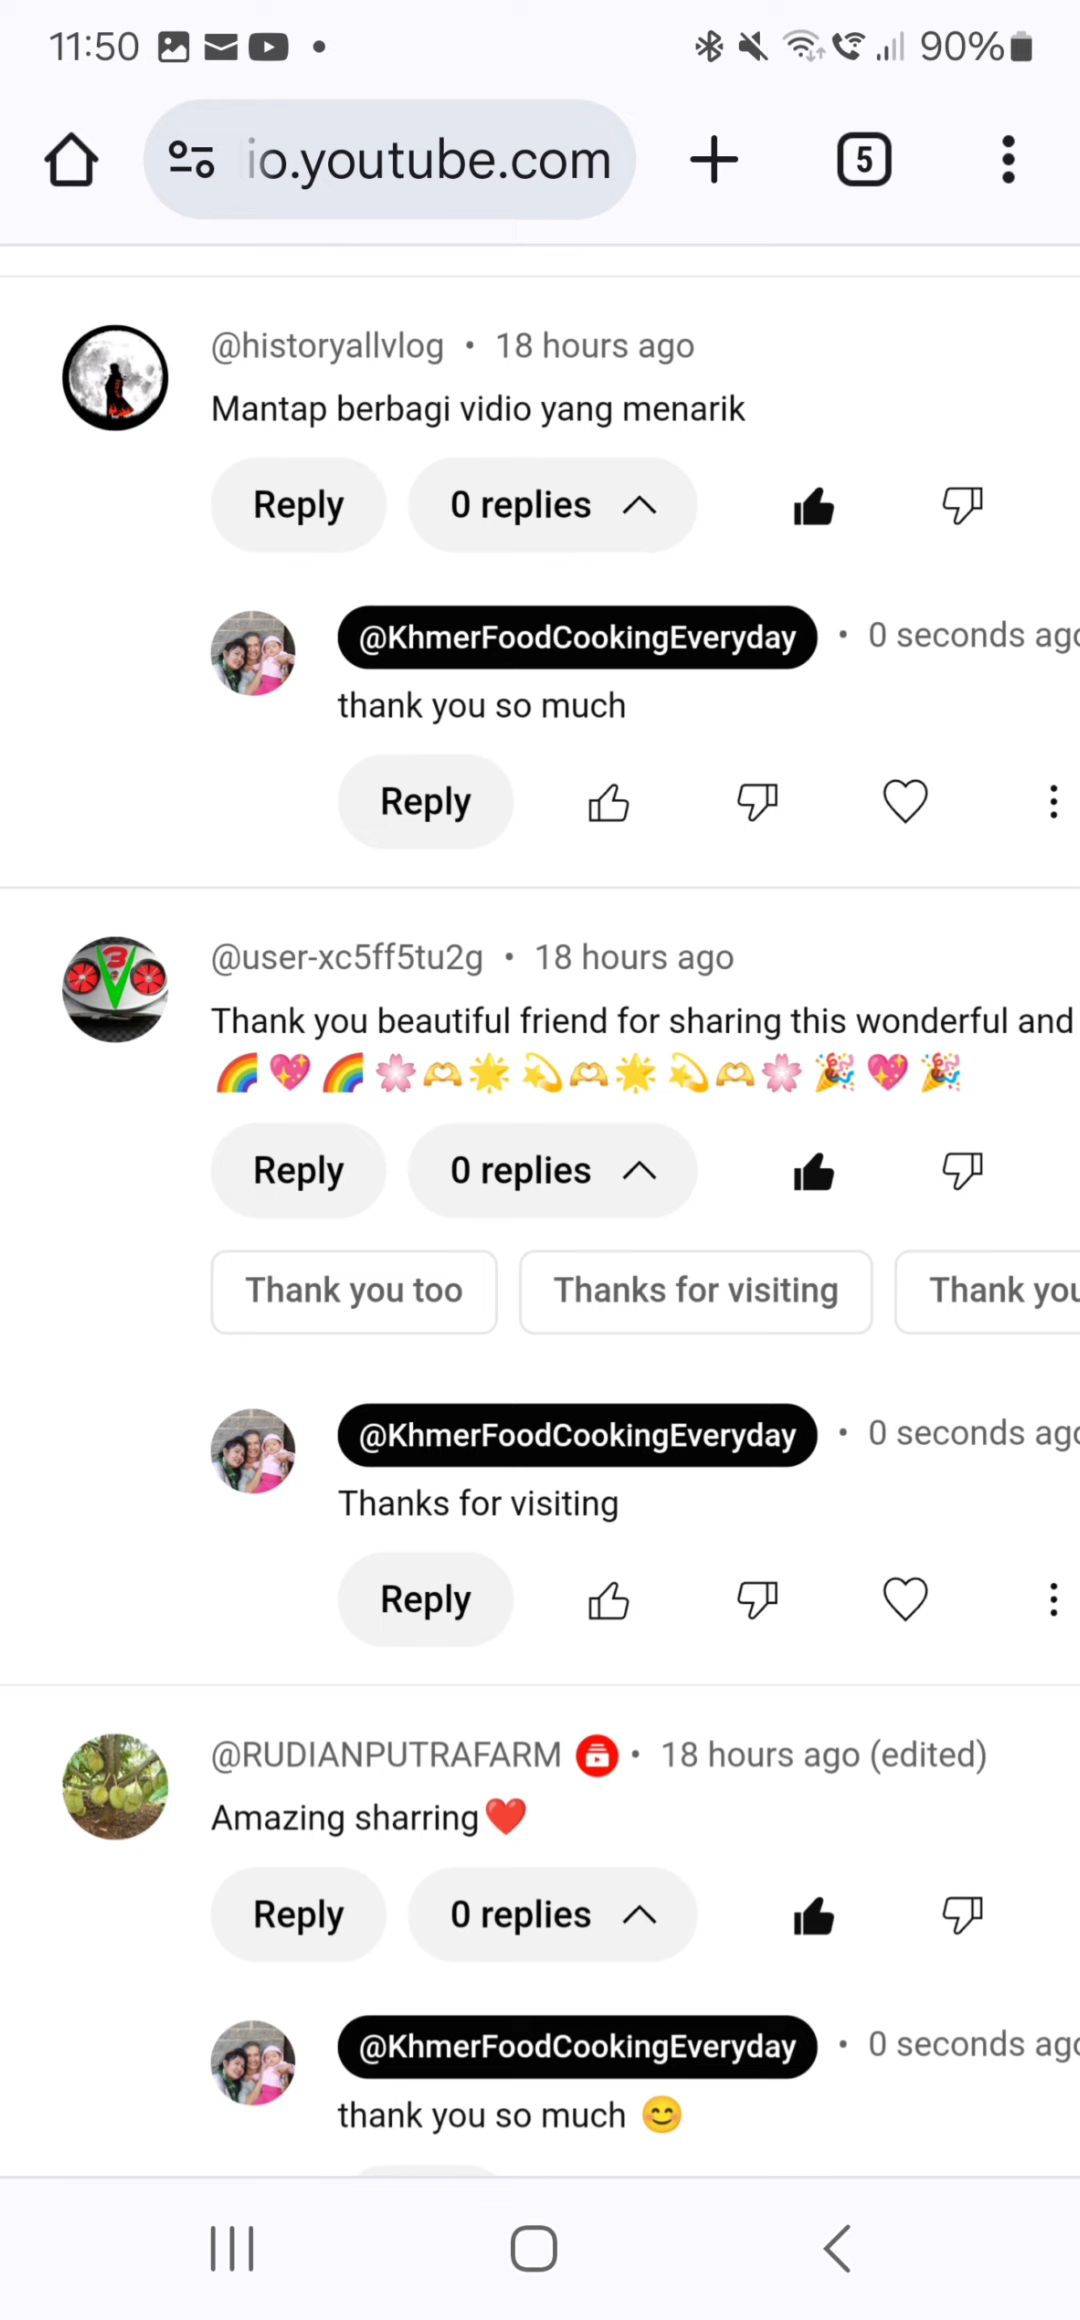 11:50 90%
io.youtube.com 5
@historyallvlog • 18 hours ago
Mantap berbagi vidio yang menarik
Reply 0 replies
@KhmerFoodCookingEveryday • 0 seconds ago
thank you so much
Reply
@user-xc5ff5tu2g • 18 hours ago
Thank you beautiful friend for sharing this wonderful and
🌈💖🌈🌸🫶🌟💫🫶🌟💫🫶🌸🎉💖🎉
Reply 0 replies
Thank you too Thanks for visiting Thank you
@KhmerFoodCookingEveryday • 0 seconds ago
Thanks for visiting
Reply
@RUDIANPUTRAFARM • 18 hours ago (edited)
Amazing sharring❤️
Reply 0 replies
@KhmerFoodCookingEveryday • 0 seconds ago
thank you so much 😊